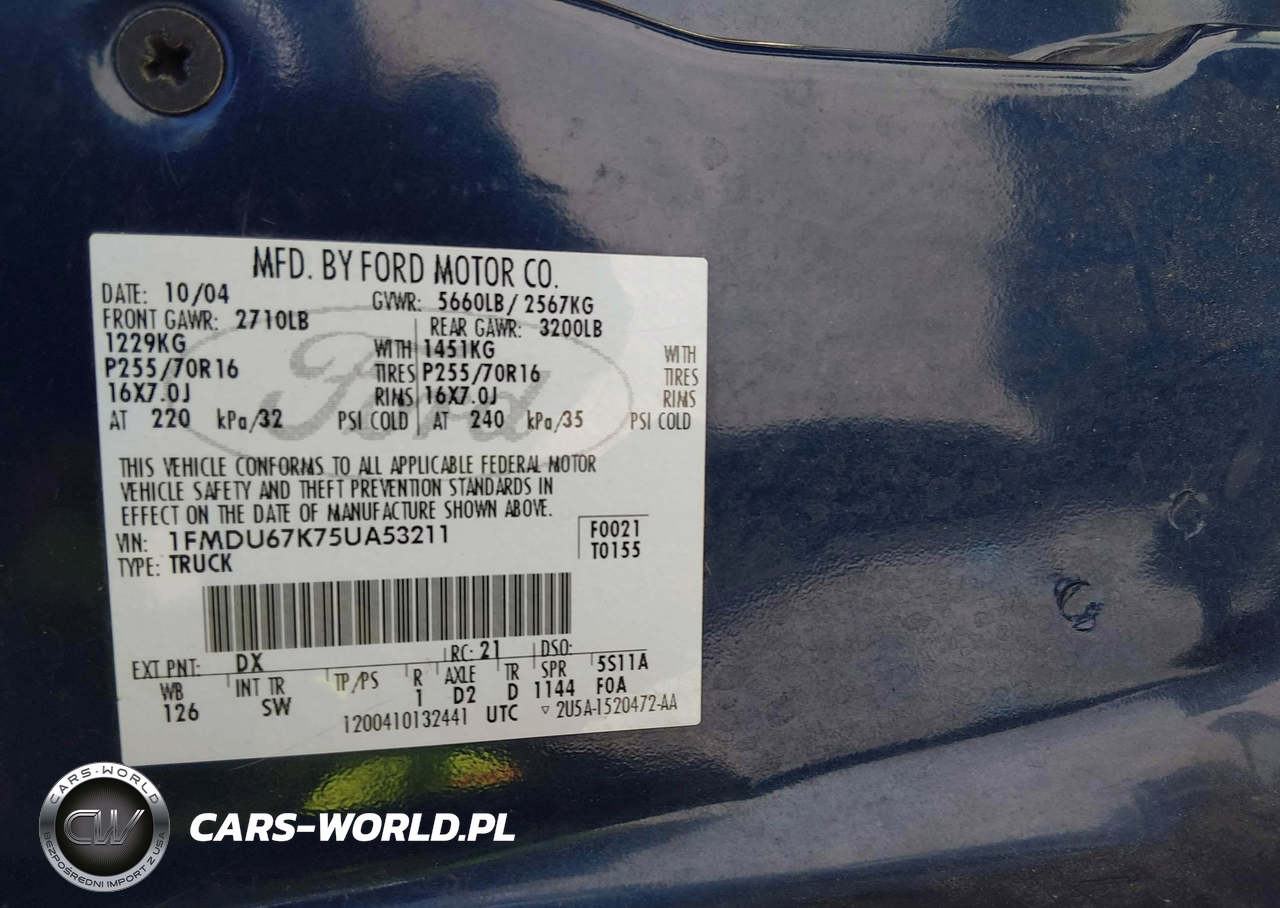 MFD. BY FORD MOTOR CO.
DATE: 10/04 GVWR: 5660LB/ 2567KG
FRONT GAWR: 2710LB REAR GAWR: 3200LB
1229KG WITH 1451KG WITH
P255/70R16 TIRES P255/70R16 TIRES
16X7.0J RIMS 16X7.0J RIMS
AT 220 kPa/32 PSI COLD AT 240 kPa/35 PSI COLD
Ford
THIS VEHICLE CONFORMS TO ALL APPLICABLE FEDERAL MOTOR
VEHICLE SAFETY AND THEFT PREVENTION STANDARDS IN
EFFECT ON THE DATE OF MANUFACTURE SHOWN ABOVE.
VIN: 1FMDU67K75UA53211 F0021
TYPE: TRUCK T0155
EXT PNT: DX RC: 21 DSO:
WB INT TR TP/PS R AXLE TR SPR 5S11A
126 SW 1 D2 D 1144 F0A
1200410132441 UTC ▽ 2U5A-1520472-AA
CARS-WORLD
CW
BEZPOŚREDNI IMPORT Z USA
CARS-WORLD.PL